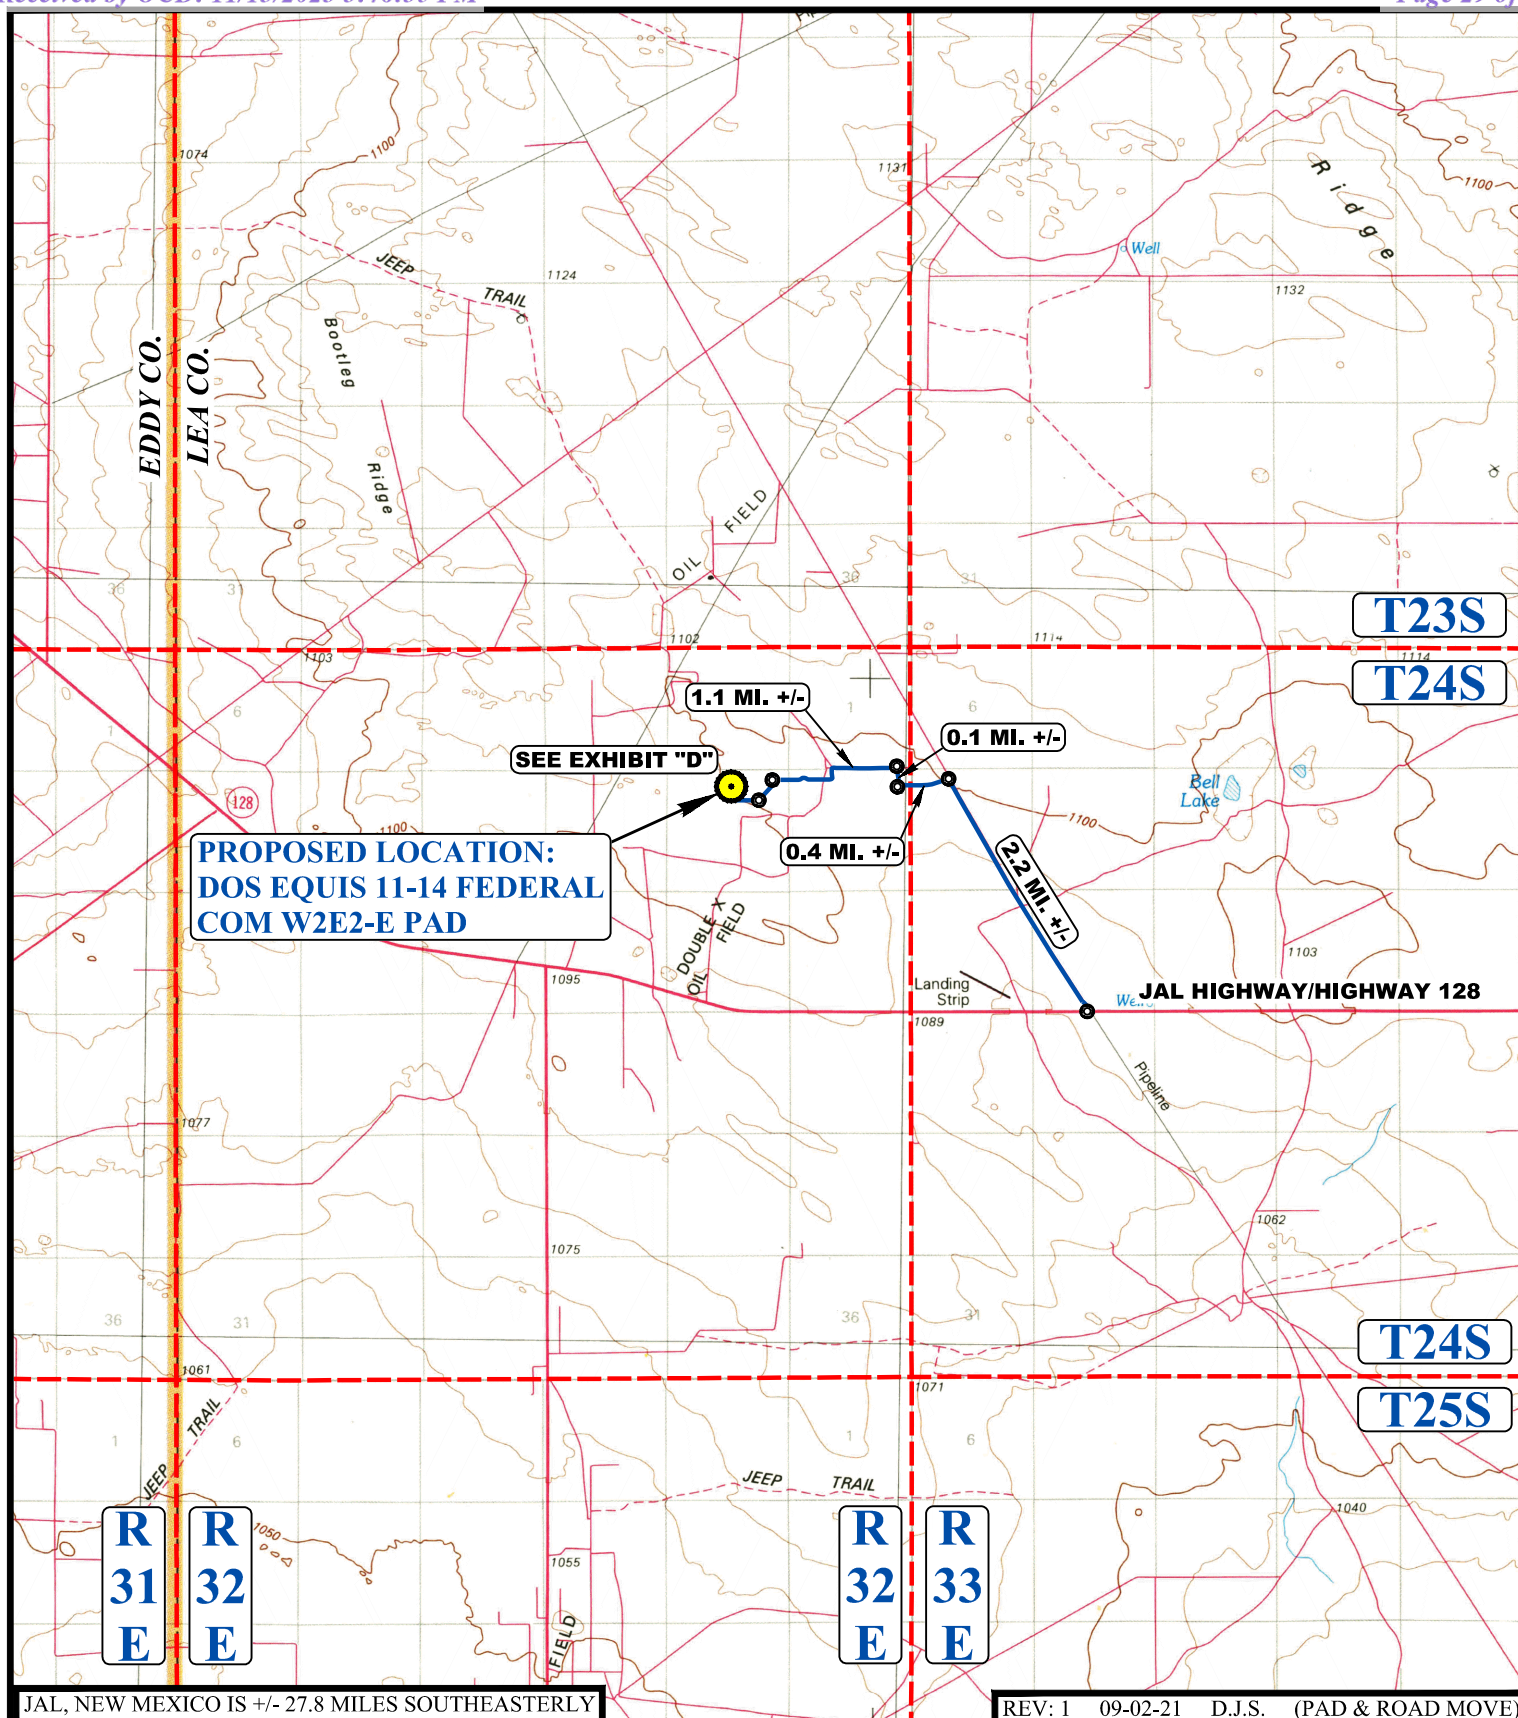 1074
1100
1131
Ridge
1100
Well
JEEP
TRAIL
1124
1132
Bootleg
Ridge
EDDY CO.
LEA CO.
OIL FIELD
36
31
36
31
T23S
1103
1102
1114
1114
T24S
1
6
1
6
1.1 MI. +/-
0.1 MI. +/-
SEE EXHIBIT "D"
Bell
Lake
128
1100
1100
PROPOSED LOCATION:
DOS EQUIS 11-14 FEDERAL
COM W2E2-E PAD
0.4 MI. +/-
2.2 MI. +/-
DOUBLE X
OIL FIELD
1103
1095
Landing
Strip
JAL HIGHWAY/HIGHWAY 128
1089
Pipeline
1077
1062
1075
36
31
36
31
T24S
1061
1071
T25S
1
6
1
6
JEEP TRAIL
JEEP TRAIL
1050
1040
1055
FIELD
R
31
E
R
32
E
R
32
E
R
33
E
JAL, NEW MEXICO IS +/- 27.8 MILES SOUTHEASTERLY
REV: 1 09-02-21 D.J.S. (PAD & ROAD MOVE)